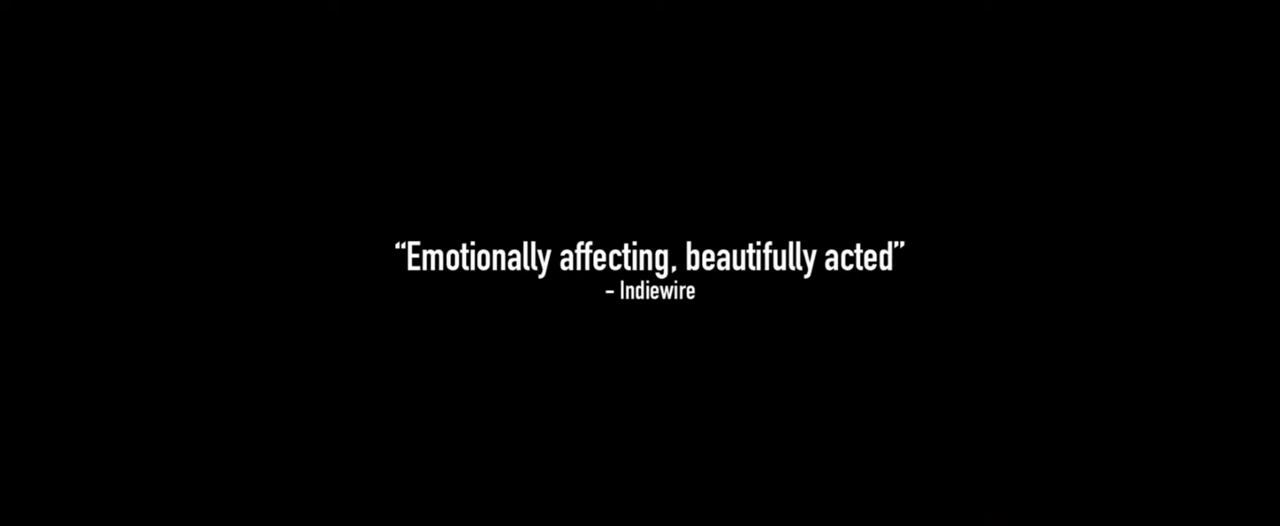 “Emotionally affecting, beautifully acted”
– Indiewire